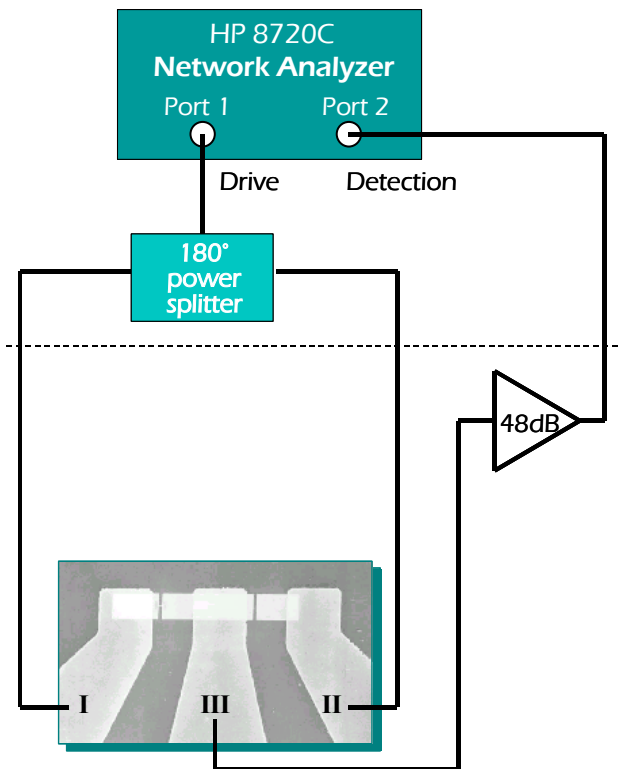 HP 8720C
Network Analyzer
Port 1 Port 2
Drive Detection
180°
power
splitter
48dB
I III II